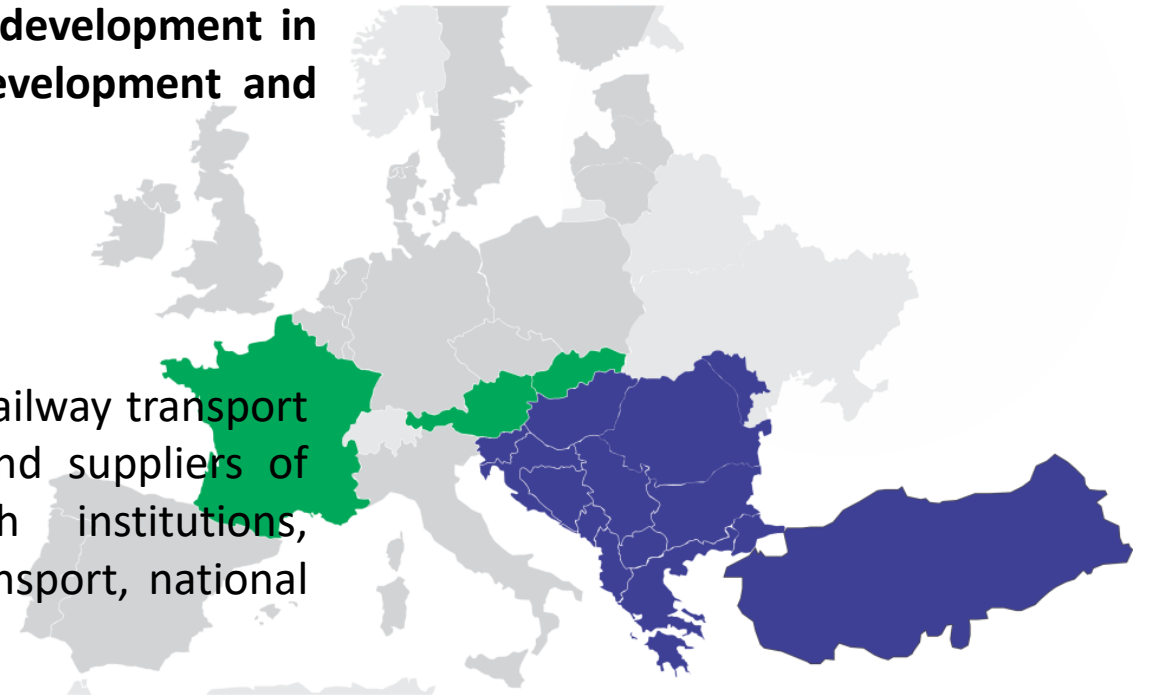 development in
evelopment and
ailway transport
nd suppliers of
h institutions,
nsport, national